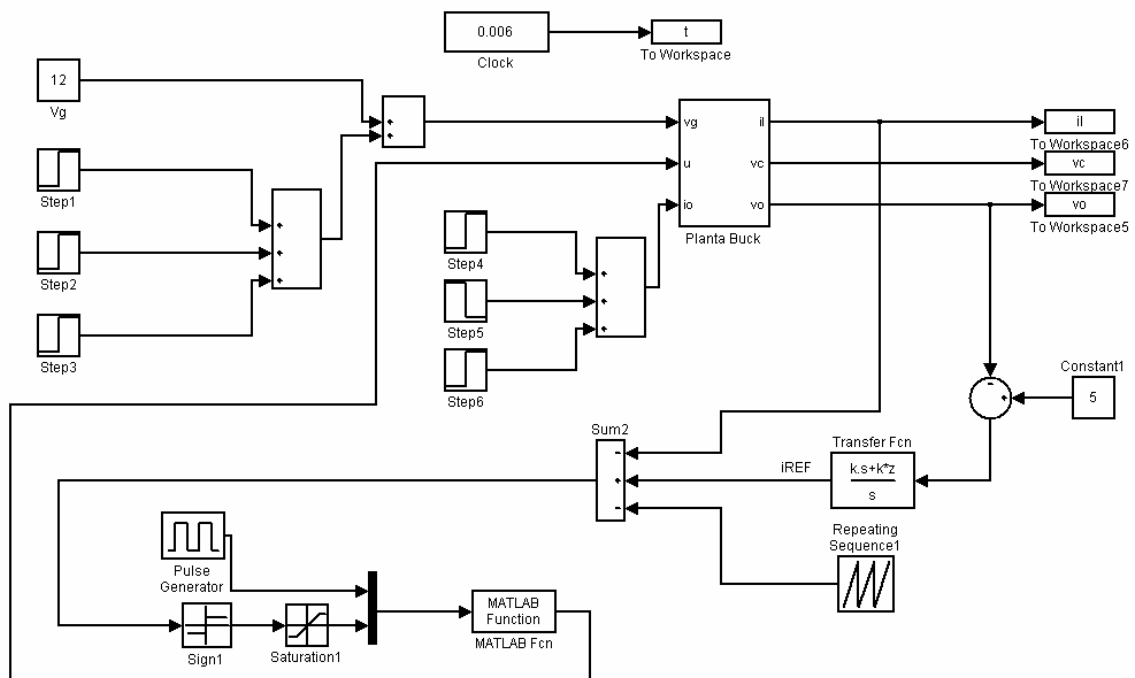 0.006
Clock
t
To Workspace
12
Vg
Step1
Step2
Step3
Step4
Step5
Step6
vg
u
io
il
vc
vo
Planta Buck
il
To Workspace6
vc
To Workspace7
vo
To Workspace5
Constant1
5
Sum2
iREF
Transfer Fcn
k.s+k*z
s
Repeating
Sequence1
Pulse
Generator
Sign1
Saturation1
MATLAB
Function
MATLAB Fcn